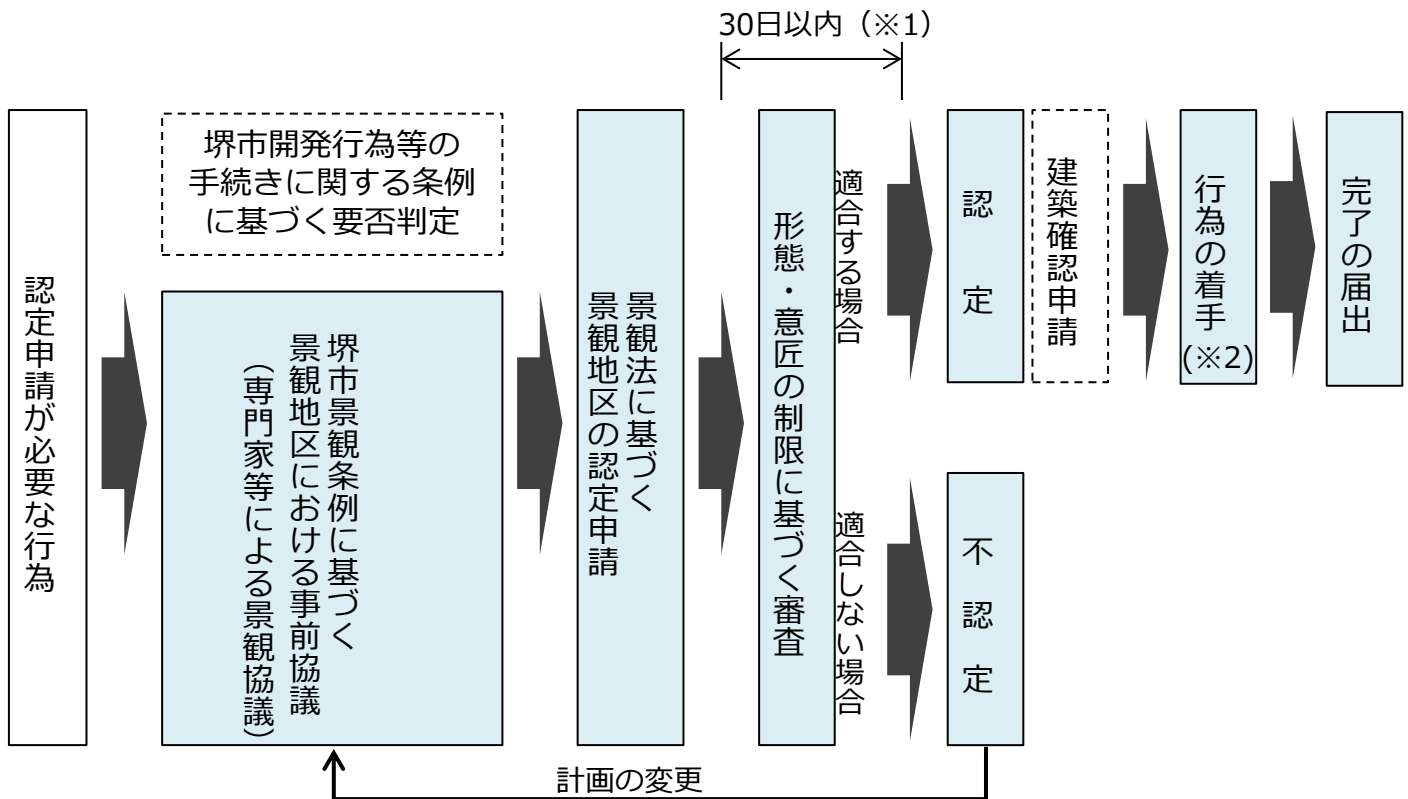 30日以内（※1）
認定申請が必要な行為
堺市開発行為等の
手続きに関する条例
に基づく要否判定
堺市景観条例に基づく
景観地区における事前協議
（専門家等による景観協議）
景観法に基づく
景観地区の認定申請
形態・意匠の制限に基づく審査
適合する場合
認定
建築確認申請
行為の着手
(※2)
完了の届出
適合しない場合
不認定
計画の変更